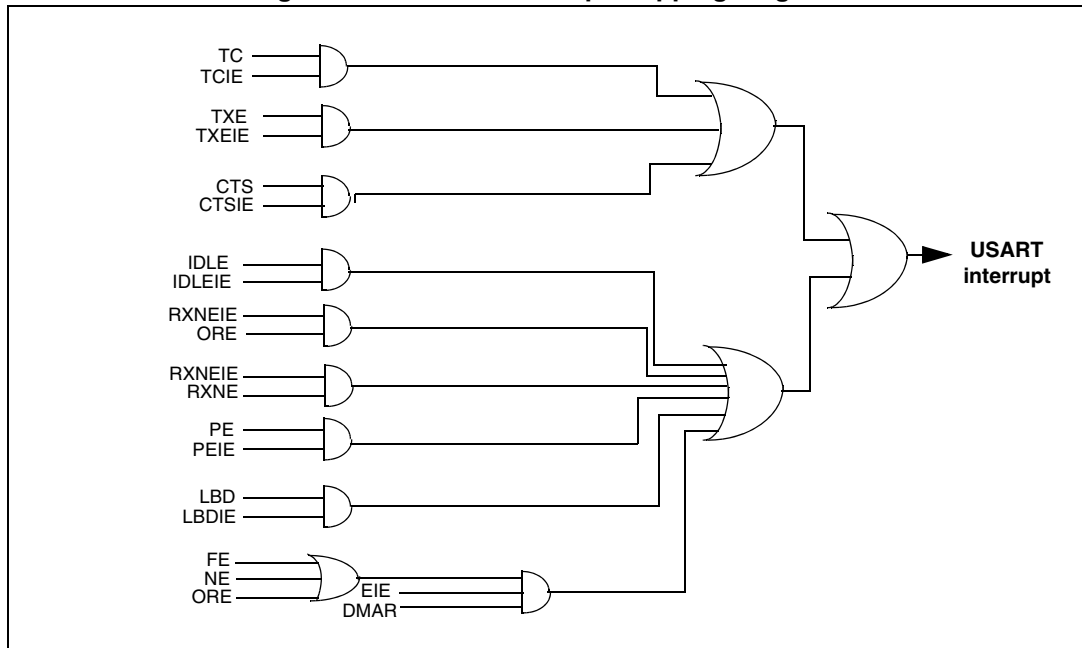 TC
TCIE
TXE
TXEIE
CTS
CTSIE
IDLE
IDLEIE
RXNEIE
ORE
RXNEIE
RXNE
PE
PEIE
LBD
LBDIE
FE
NE
ORE
EIE
DMAR
USART
interrupt